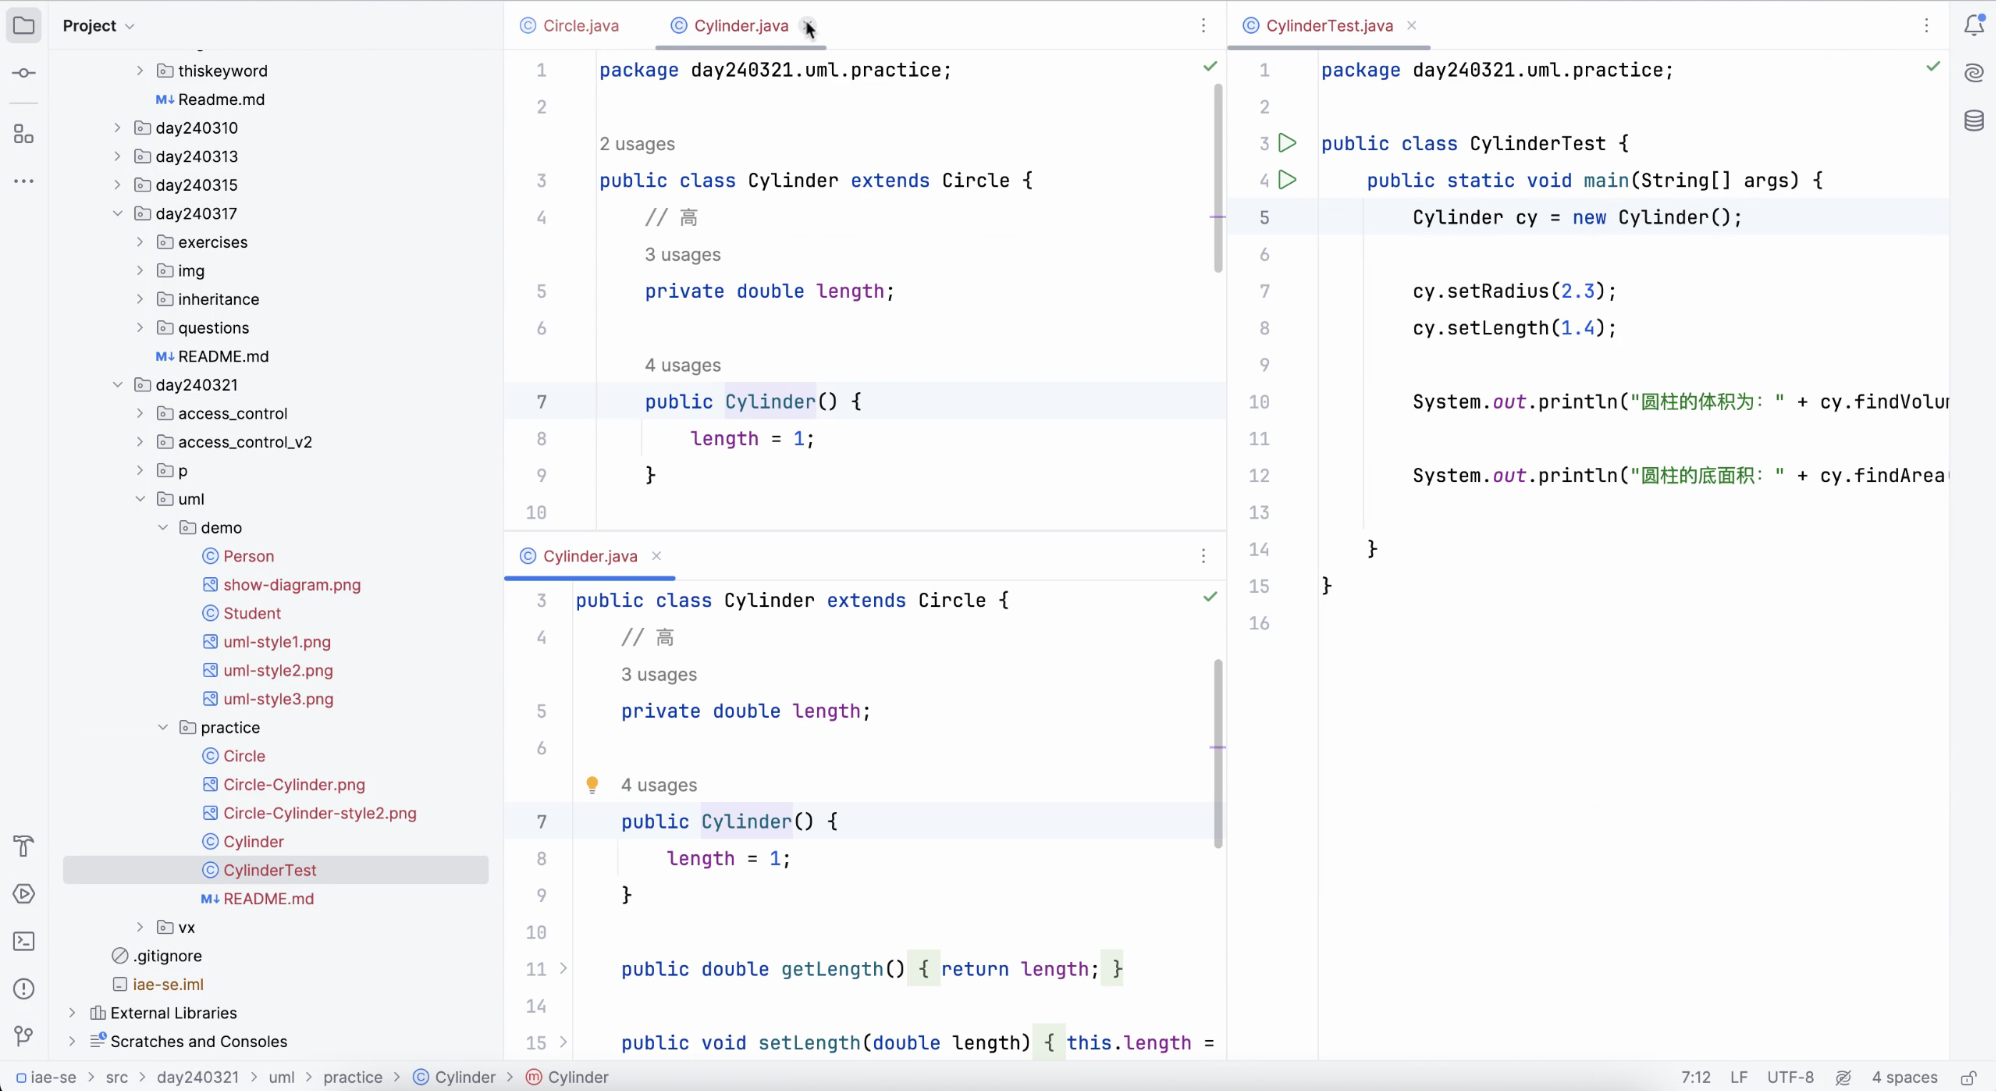 Project
thiskeyword
M↓ Readme.md
day240310
day240313
day240315
day240317
exercises
img
inheritance
questions
M↓ README.md
day240321
access_control
access_control_v2
p
uml
demo
Person
show-diagram.png
Student
uml-style1.png
uml-style2.png
uml-style3.png
practice
Circle
Circle-Cylinder.png
Circle-Cylinder-style2.png
Cylinder
CylinderTest
M↓ README.md
vx
.gitignore
iae-se.iml
External Libraries
Scratches and Consoles
Circle.java
Cylinder.java
1 package day240321.uml.practice;
2
2 usages
3 public class Cylinder extends Circle {
4 // 高
3 usages
5 private double length;
6
4 usages
7 public Cylinder() {
8 length = 1;
9 }
10
Cylinder.java
3 public class Cylinder extends Circle {
4 // 高
3 usages
5 private double length;
6
4 usages
7 public Cylinder() {
8 length = 1;
9 }
10
11 public double getLength() { return length; }
14
15 public void setLength(double length) { this.length =
CylinderTest.java
1 package day240321.uml.practice;
2
3 public class CylinderTest {
4 public static void main(String[] args) {
5 Cylinder cy = new Cylinder();
6
7 cy.setRadius(2.3);
8 cy.setLength(1.4);
9
10 System.out.println("圆柱的体积为：" + cy.findVolu
11
12 System.out.println("圆柱的底面积：" + cy.findArea
13
14 }
15 }
16
iae-se > src > day240321 > uml > practice > Cylinder > Cylinder
7:12 LF UTF-8 4 spaces